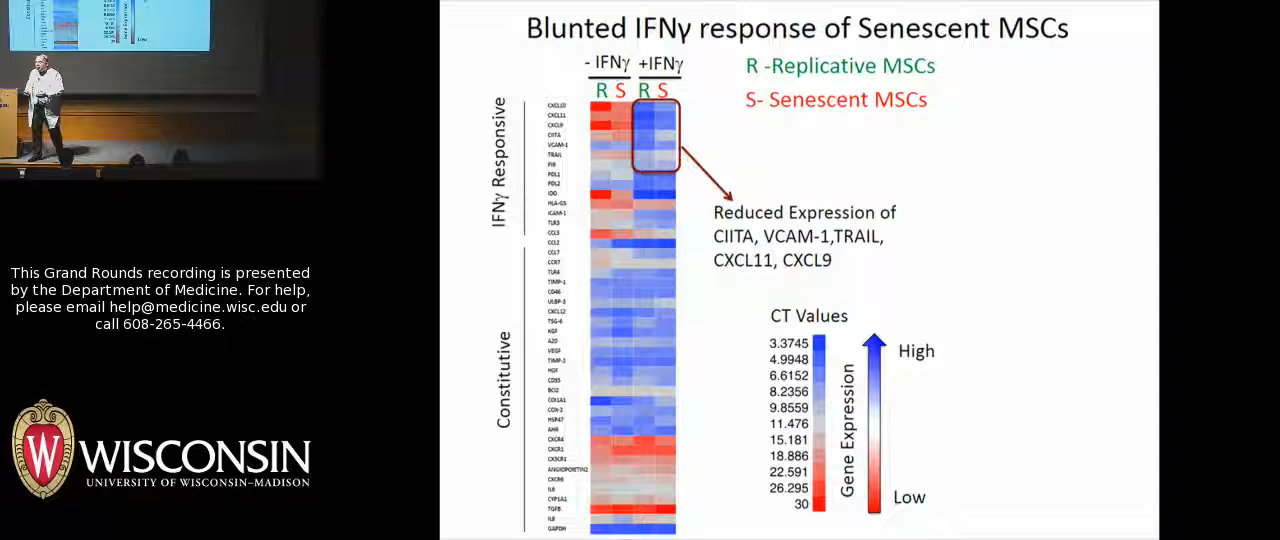 Blunted IFNγ response of Senescent MSCs
- IFNγ +IFNγ
R S R S
R -Replicative MSCs
S- Senescent MSCs
IFNγ Responsive
CXCL10
CXCL11
CXCL9
CIITA
VCAM-1
TRAIL
PI9
PDL1
PDL2
IDO
HLA-G5
ICAM-1
TLR3
CCL5
Constitutive
CCL2
CCL7
CCR7
TLR4
TIMP-1
CD46
ULBP-3
CXCL12
TSG-6
KGF
A20
VEGF
TIMP-2
HGF
CD55
BCl2
COX-2
HSP47
AHR
CXCR4
CXCR1
CX3CR1
ANGIOPOIETIN2
CXCR6
IL6
CYP1A1
TGFB
IL8
GAPDH
Reduced Expression of
CIITA, VCAM-1,TRAIL,
CXCL11, CXCL9
CT Values
3.3745
4.9948
6.6152
8.2356
9.8559
11.476
15.181
18.886
22.591
26.295
30
Gene Expression
High
Low
This Grand Rounds recording is presented
by the Department of Medicine. For help,
please email help@medicine.wisc.edu or
call 608-265-4466.
W
WISCONSIN
UNIVERSITY OF WISCONSIN–MADISON